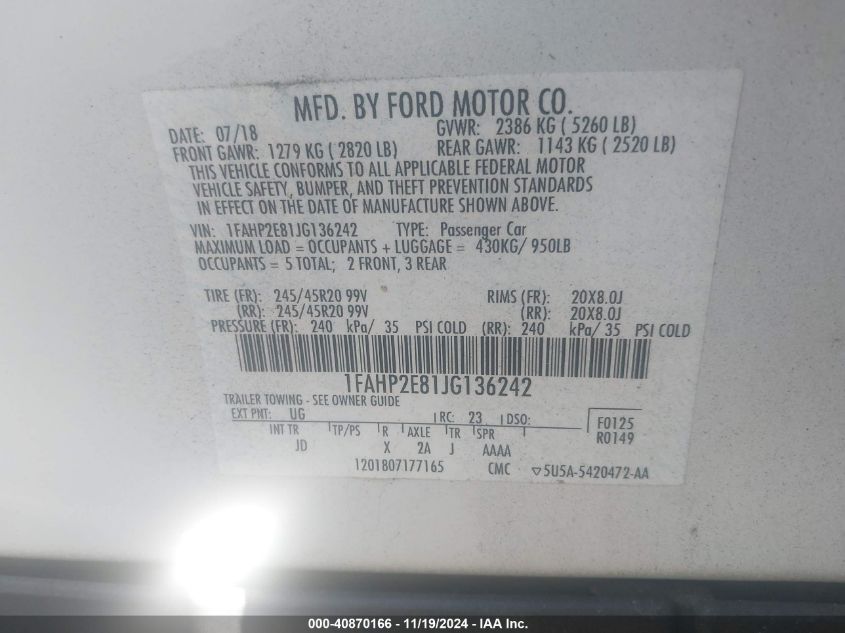 MFD. BY FORD MOTOR CO.
DATE: 07/18 GVWR: 2386 KG ( 5260 LB)
FRONT GAWR: 1279 KG ( 2820 LB) REAR GAWR: 1143 KG ( 2520 LB)
THIS VEHICLE CONFORMS TO ALL APPLICABLE FEDERAL MOTOR
VEHICLE SAFETY, BUMPER, AND THEFT PREVENTION STANDARDS
IN EFFECT ON THE DATE OF MANUFACTURE SHOWN ABOVE.
VIN: 1FAHP2E81JG136242 TYPE: Passenger Car
MAXIMUM LOAD = OCCUPANTS + LUGGAGE = 430KG/ 950LB
OCCUPANTS = 5 TOTAL; 2 FRONT, 3 REAR
TIRE (FR): 245/45R20 99V RIMS (FR): 20X8.0J
(RR): 245/45R20 99V (RR): 20X8.0J
PRESSURE (FR): 240 kPa/ 35 PSI COLD (RR): 240 kPa/ 35 PSI COLD
1FAHP2E81JG136242
TRAILER TOWING - SEE OWNER GUIDE
EXT PNT: UG RC: 23 DSO: F0125
INT TR TP/PS R AXLE TR SPR R0149
JD X 2A J AAAA
1201807177165 CMC 5U5A-5420472-AA
000-40870166 - 11/19/2024 - IAA Inc.